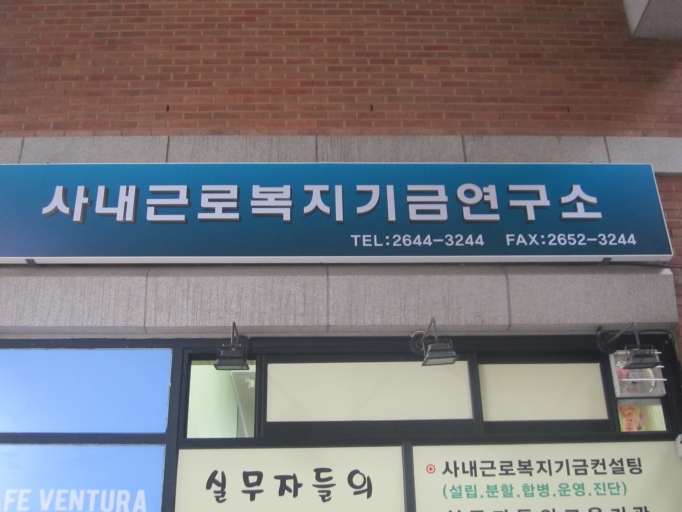 사내근로복지기금연구소
TEL:2644-3244 FAX:2652-3244
실무자들의
사내근로복지기금컨설팅
(설립.분할.합병.운영.진단)
FE VENTURA